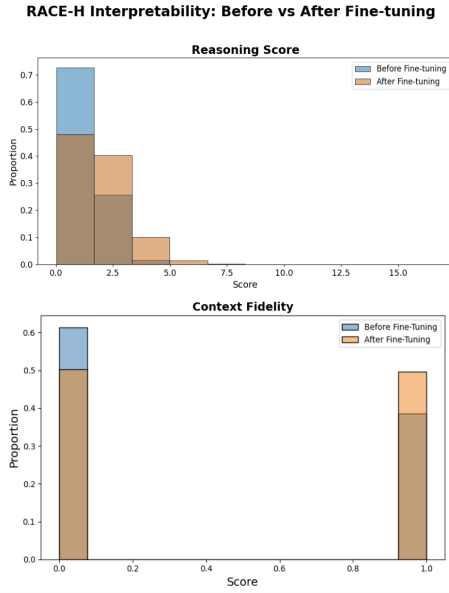 RACE-H Interpretability: Before vs After Fine-tuning
Reasoning Score
Before Fine-tuning
After Fine-tuning
0.7
0.6
0.5
0.4
0.3
0.2
0.1
0.0
Proportion
0.0 2.5 5.0 7.5 10.0 12.5 15.0
Score
Context Fidelity
Before Fine-Tuning
After Fine-Tuning
0.6
0.5
0.4
0.3
0.2
0.1
0.0
Proportion
0.0 0.2 0.4 0.6 0.8 1.0
Score